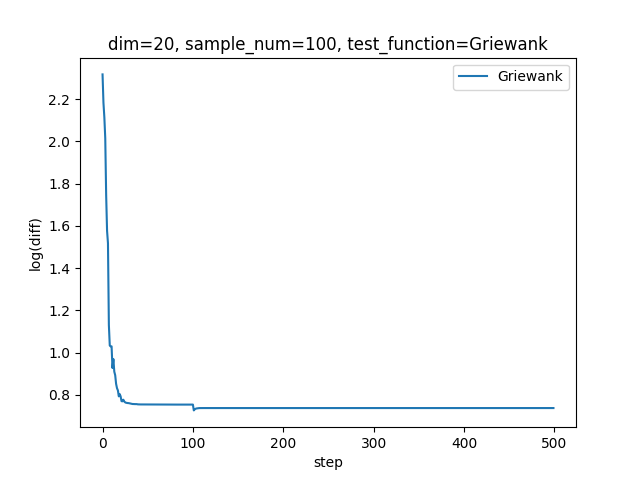 dim=20, sample_num=100, test_function=Griewank
Griewank
log(diff)
2.2
2.0
1.8
1.6
1.4
1.2
1.0
0.8
0 100 200 300 400 500
step